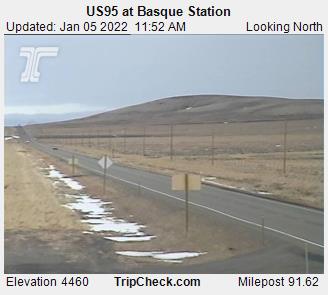 US95 at Basque Station
Updated: Jan 05 2022 11:52 AM Looking North
Elevation 4460 TripCheck.com Milepost 91.62